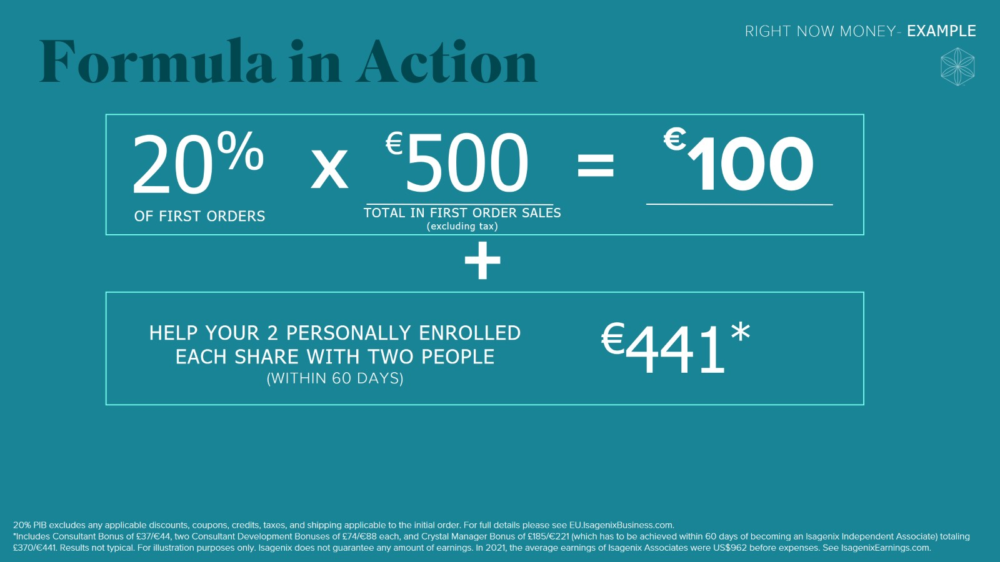 RIGHT NOW MONEY- EXAMPLE
Formula in Action
20% x €500 = €100
OF FIRST ORDERS
TOTAL IN FIRST ORDER SALES
(excluding tax)
+
HELP YOUR 2 PERSONALLY ENROLLED
EACH SHARE WITH TWO PEOPLE
(WITHIN 60 DAYS)
€441*
20% PIB excludes any applicable discounts, coupons, credits, taxes, and shipping applicable to the initial order. For full details please see EU.IsagenixBusiness.com.
*Includes Consultant Bonus of £37/€44, two Consultant Development Bonuses of £74/€88 each, and Crystal Manager Bonus of £185/€221 (which has to be achieved within 60 days of becoming an Isagenix Independent Associate) totaling
£370/€441. Results not typical. For illustration purposes only. Isagenix does not guarantee any amount of earnings. In 2021, the average earnings of Isagenix Associates were US$962 before expenses. See IsagenixEarnings.com.